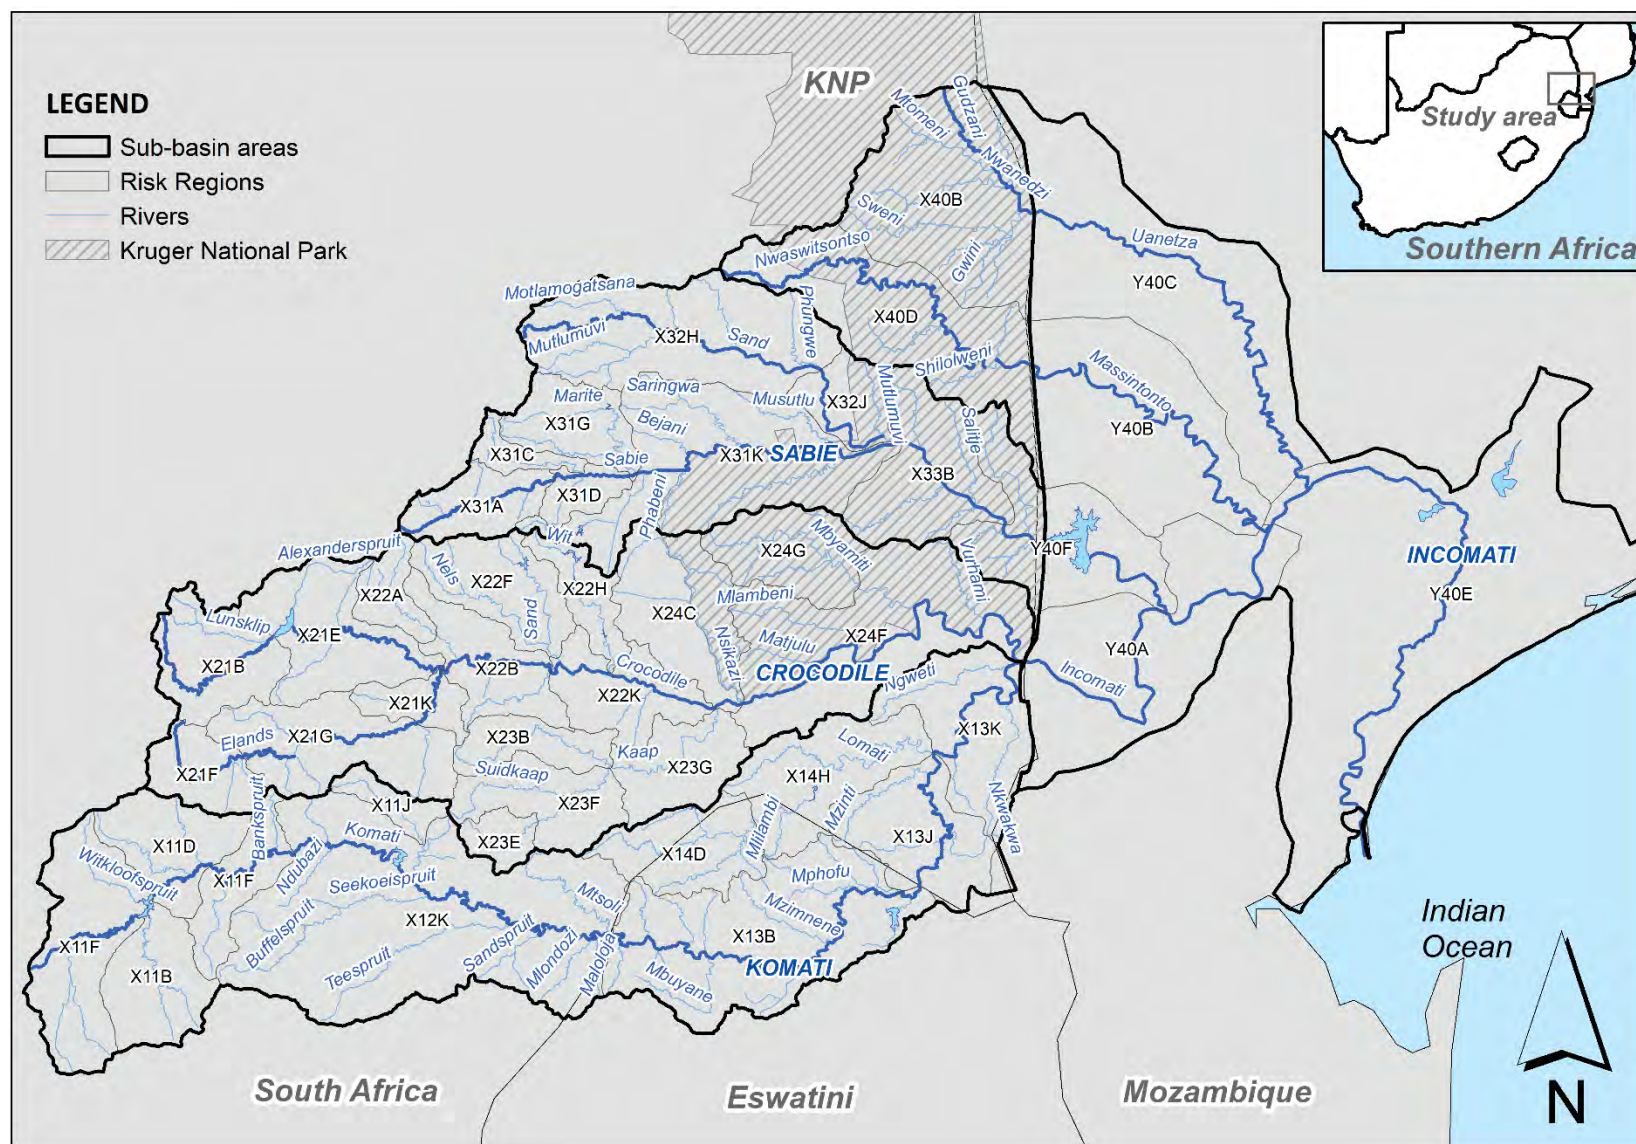 KNP
LEGEND
Sub-basin areas
Risk Regions
Rivers
Kruger National Park
Study area
Southern Africa
Gudzani
Mtomeni
Nwanedzi
X40B
Sweni
Uanetza
Nwaswitsontso
Gwini
Y40C
Motlamogatsana
Phungwe
X40D
Mutlumuvi
X32H
Sand
Shilolweni
Massintonto
Saringwa
Mutlumuvi
Marite
Musutlu
X32J
Salitje
X31G
Bejani
Y40B
X31C
Sabie
X31K
SABIE
X33B
X31A
X31D
Phabeni
Alexanderspruit
Wit
X24G
Mbyamiti
Vurhami
Y40F
INCOMATI
Nels
X22F
X22H
X22A
Mlambeni
Y40E
Lunsklip
X21E
Sand
X24C
Matjulu
X24F
X21B
X22B
Crocodile
Nsikazi
CROCODILE
Y40A
Incomati
X21K
X22K
Ngweti
Elands
X21G
X23B
Kaap
Lomati
X13K
X21F
Suidkaap
X23G
X14H
Bankspruit
X11J
X23F
Mlilambi
Mzinti
Nkwakwa
Komati
X23E
X13J
X11D
X14D
Witkloofspruit
X11F
Ndubazi
Seekoeispruit
Mtsoli
Mphofu
X12K
Mzimnene
X11F
Buffelspruit
Sandspruit
X13B
X11B
Teespruit
Mlondozi
Maloloja
Mbuyane
KOMATI
Indian
Ocean
South Africa
Eswatini
Mozambique
N